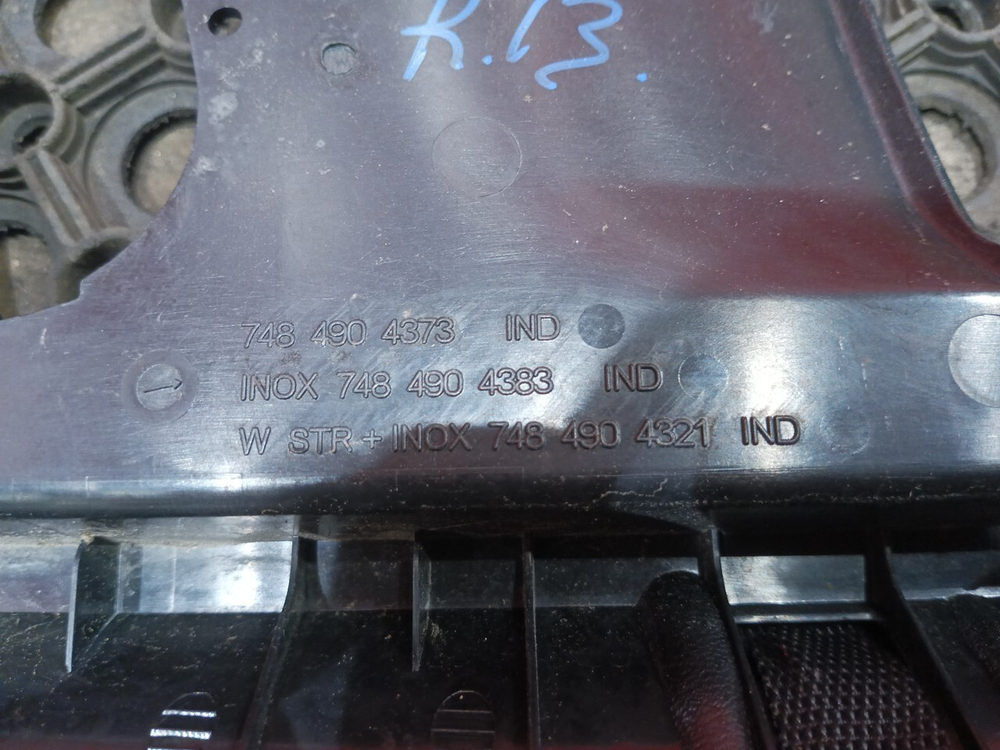 R.13.
748 490 4373 IND
INOX 748 490 4383 IND
W STR + INOX 748 490 4321 IND